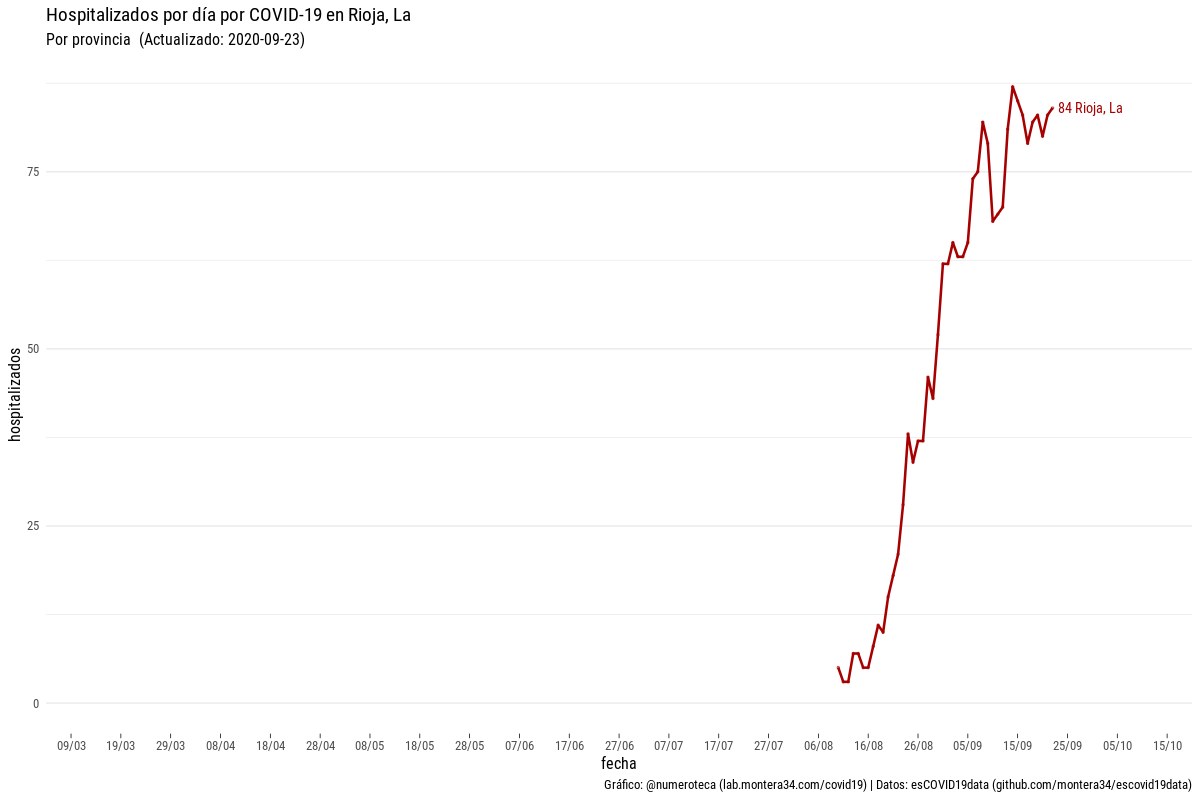 Hospitalizados por día por COVID-19 en Rioja, La
Por provincia (Actualizado: 2020-09-23)
84 Rioja, La
75
50
25
0
hospitalizados
09/03 19/03 29/03 08/04 18/04 28/04 08/05 18/05 28/05 07/06 17/06 27/06 07/07 17/07 27/07 06/08 16/08 26/08 05/09 15/09 25/09 05/10 15/10
fecha
Gráfico: @numeroteca (lab.montera34.com/covid19) | Datos: esCOVID19data (github.com/montera34/escovid19data)